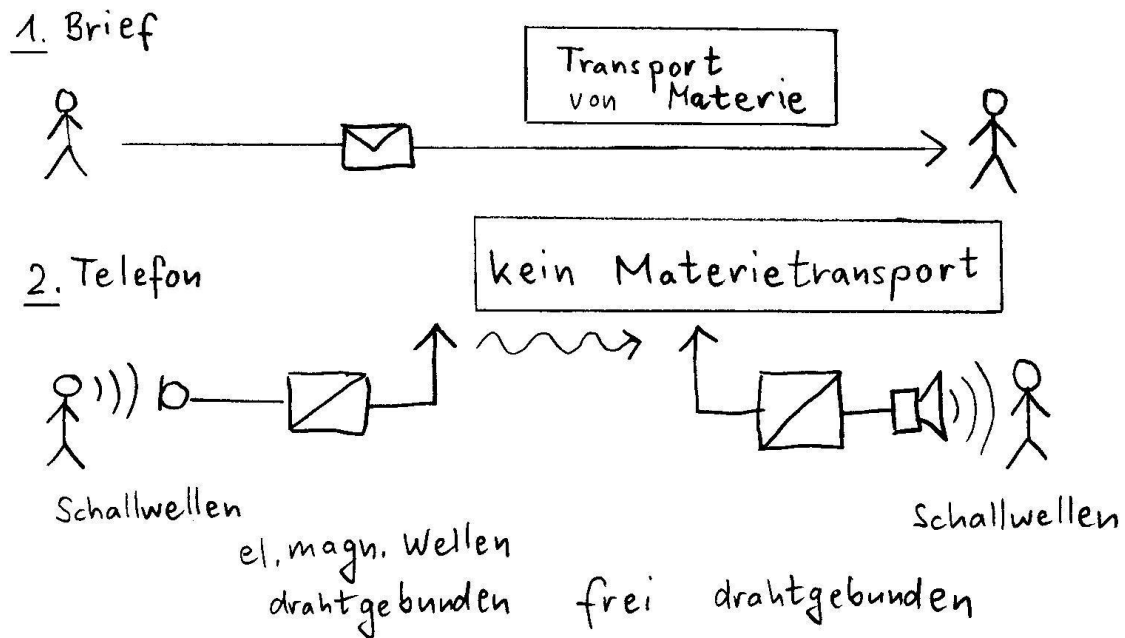 1. Brief
Transport
von Materie
2. Telefon
kein Materietransport
Schallwellen
Schallwellen
el. magn. Wellen
drahtgebunden frei drahtgebunden